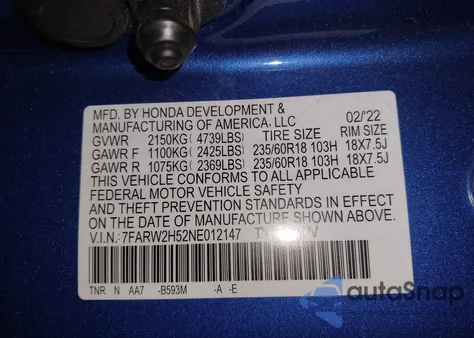 MFD. BY HONDA DEVELOPMENT &
MANUFACTURING OF AMERICA, LLC 02/'22
GVWR 2150KG( 4739LBS) TIRE SIZE RIM SIZE
GAWR F 1100KG( 2425LBS) 235/60R18 103H 18X7.5J
GAWR R 1075KG( 2369LBS) 235/60R18 103H 18X7.5J
THIS VEHICLE CONFORMS TO ALL APPLICABLE
FEDERAL MOTOR VEHICLE SAFETY
AND THEFT PREVENTION STANDARDS IN EFFECT
ON THE DATE OF MANUFACTURE SHOWN ABOVE.
V.I.N.: 7FARW2H52NE012147
TNR N AA7 -B593M -A -E
autoSnap